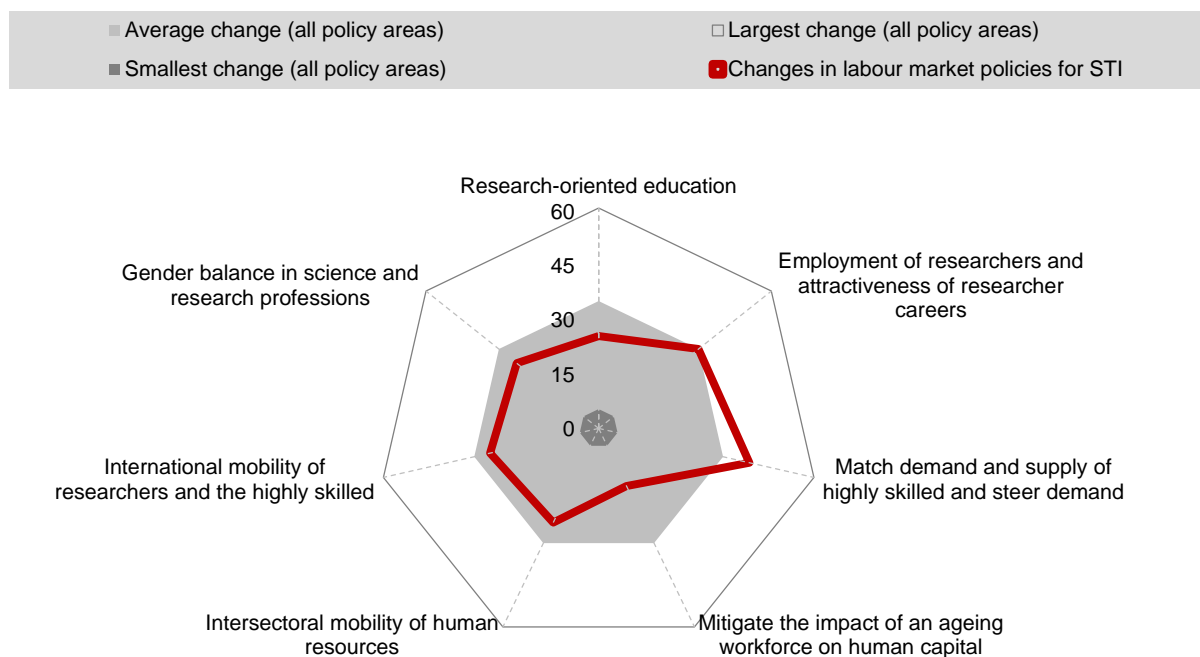 Average change (all policy areas)
Largest change (all policy areas)
Smallest change (all policy areas)
Changes in labour market policies for STI
Research-oriented education
60
45
30
15
0
Employment of researchers and
attractiveness of researcher
careers
Match demand and supply of
highly skilled and steer demand
Mitigate the impact of an ageing
workforce on human capital
Intersectoral mobility of human
resources
International mobility of
researchers and the highly skilled
Gender balance in science and
research professions